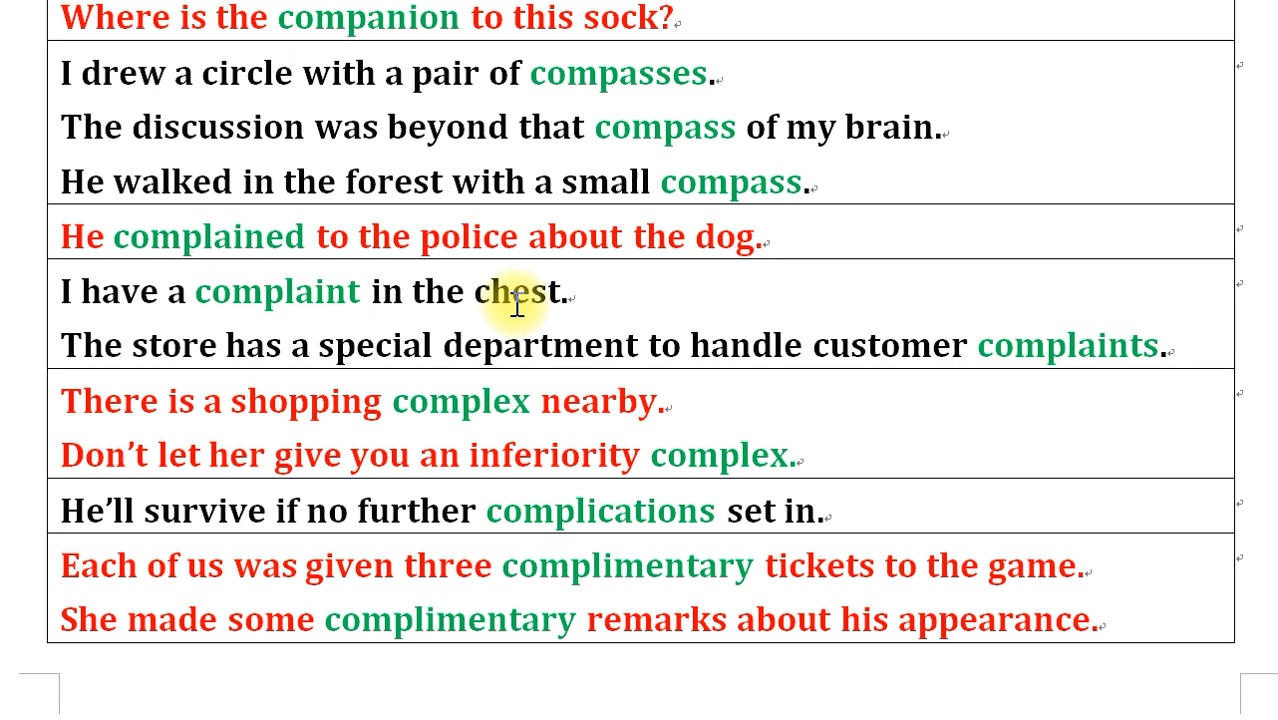 Where is the companion to this sock?
I drew a circle with a pair of compasses.
The discussion was beyond that compass of my brain.
He walked in the forest with a small compass.
He complained to the police about the dog.
I have a complaint in the chest.
The store has a special department to handle customer complaints.
There is a shopping complex nearby.
Don’t let her give you an inferiority complex.
He’ll survive if no further complications set in.
Each of us was given three complimentary tickets to the game.
She made some complimentary remarks about his appearance.